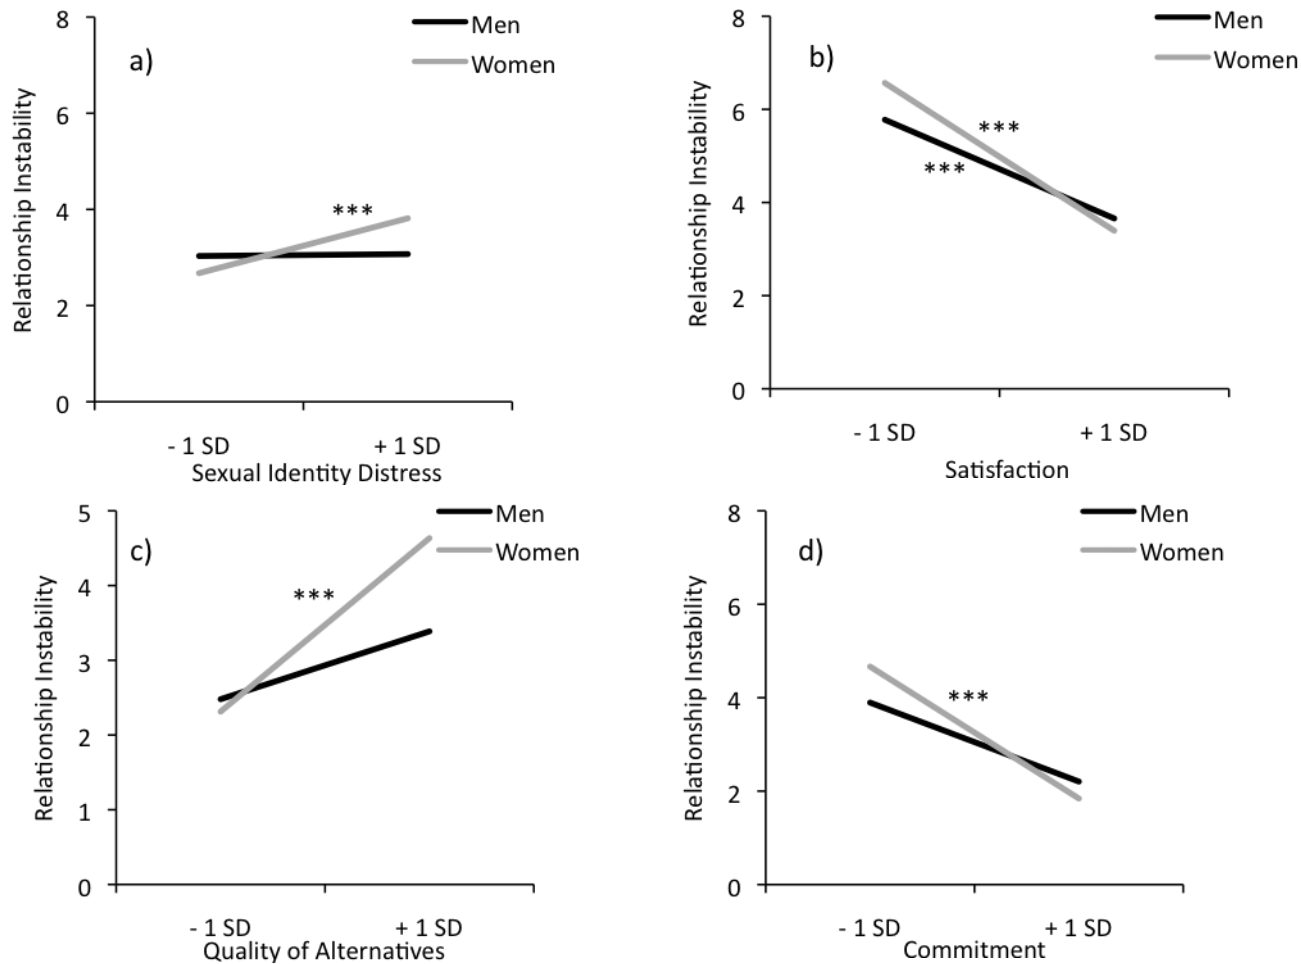 8
6
4
2
0
Relationship Instability
a)
Men
Women
***
- 1 SD
+ 1 SD
Sexual Identity Distress
8
6
4
2
0
Relationship Instability
b)
Men
Women
***
***
- 1 SD
+ 1 SD
Satisfaction
5
4
3
2
1
0
Relationship Instability
c)
Men
Women
***
- 1 SD
+ 1 SD
Quality of Alternatives
8
6
4
2
0
Relationship Instability
d)
Men
Women
***
- 1 SD
+ 1 SD
Commitment